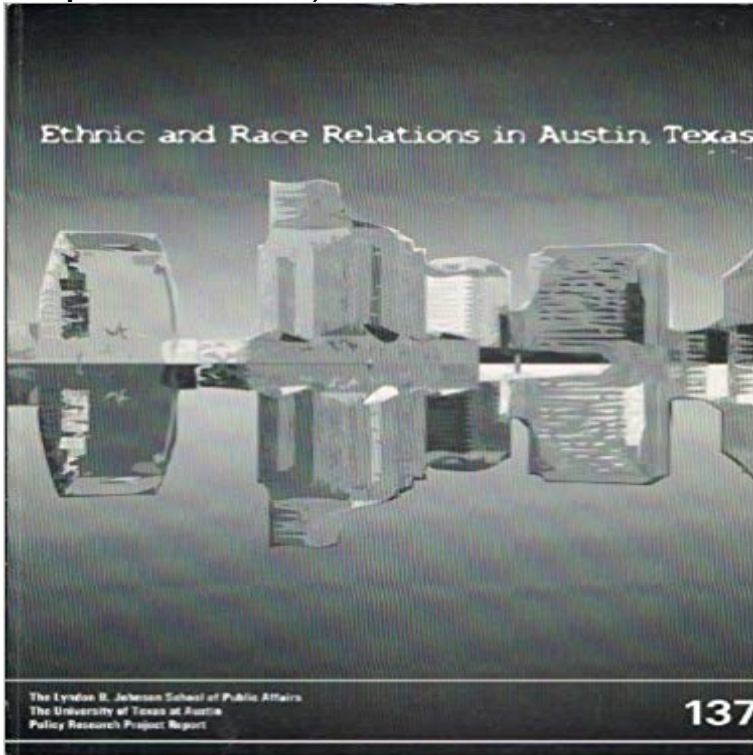 Ethnic and Race Relations in Austin, Texas
The Lyndon B. Johnson School of Public Affairs
The University of Texas at Austin
Policy Research Project Report
137